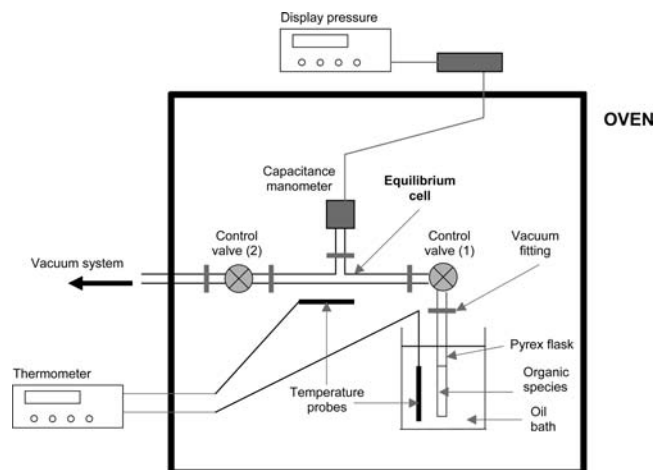 Display pressure
OVEN
Capacitance
manometer
Equilibrium
cell
Control
valve (2)
Control
valve (1)
Vacuum
fitting
Vacuum system
Pyrex flask
Thermometer
Temperature
probes
Organic
species
Oil
bath